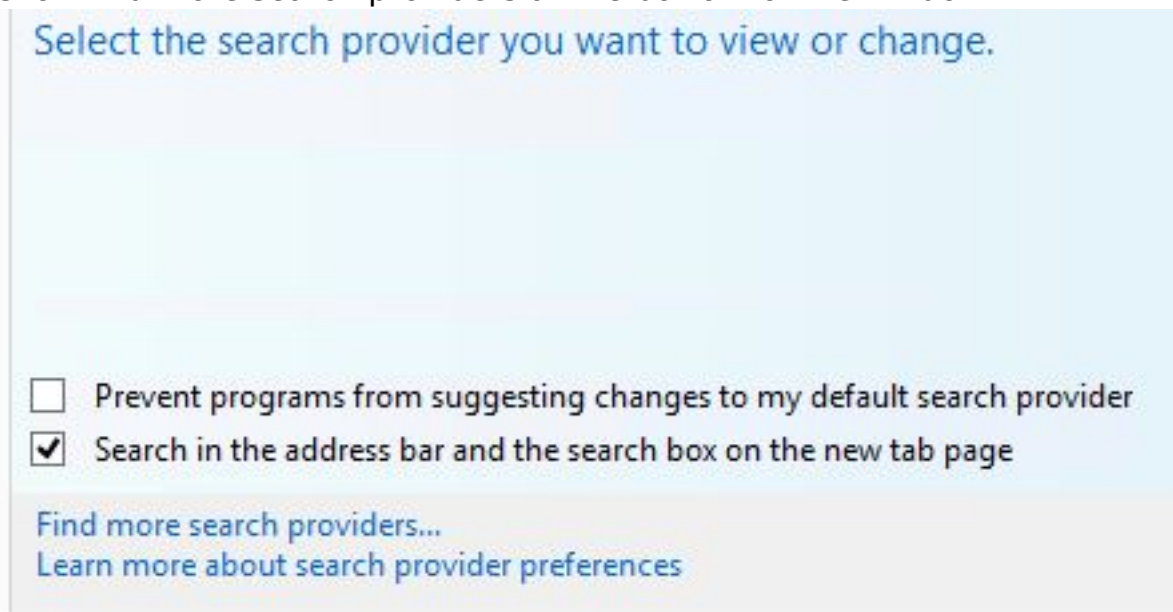 Select the search provider you want to view or change.
Prevent programs from suggesting changes to my default search provider
Search in the address bar and the search box on the new tab page
Find more search providers...
Learn more about search provider preferences